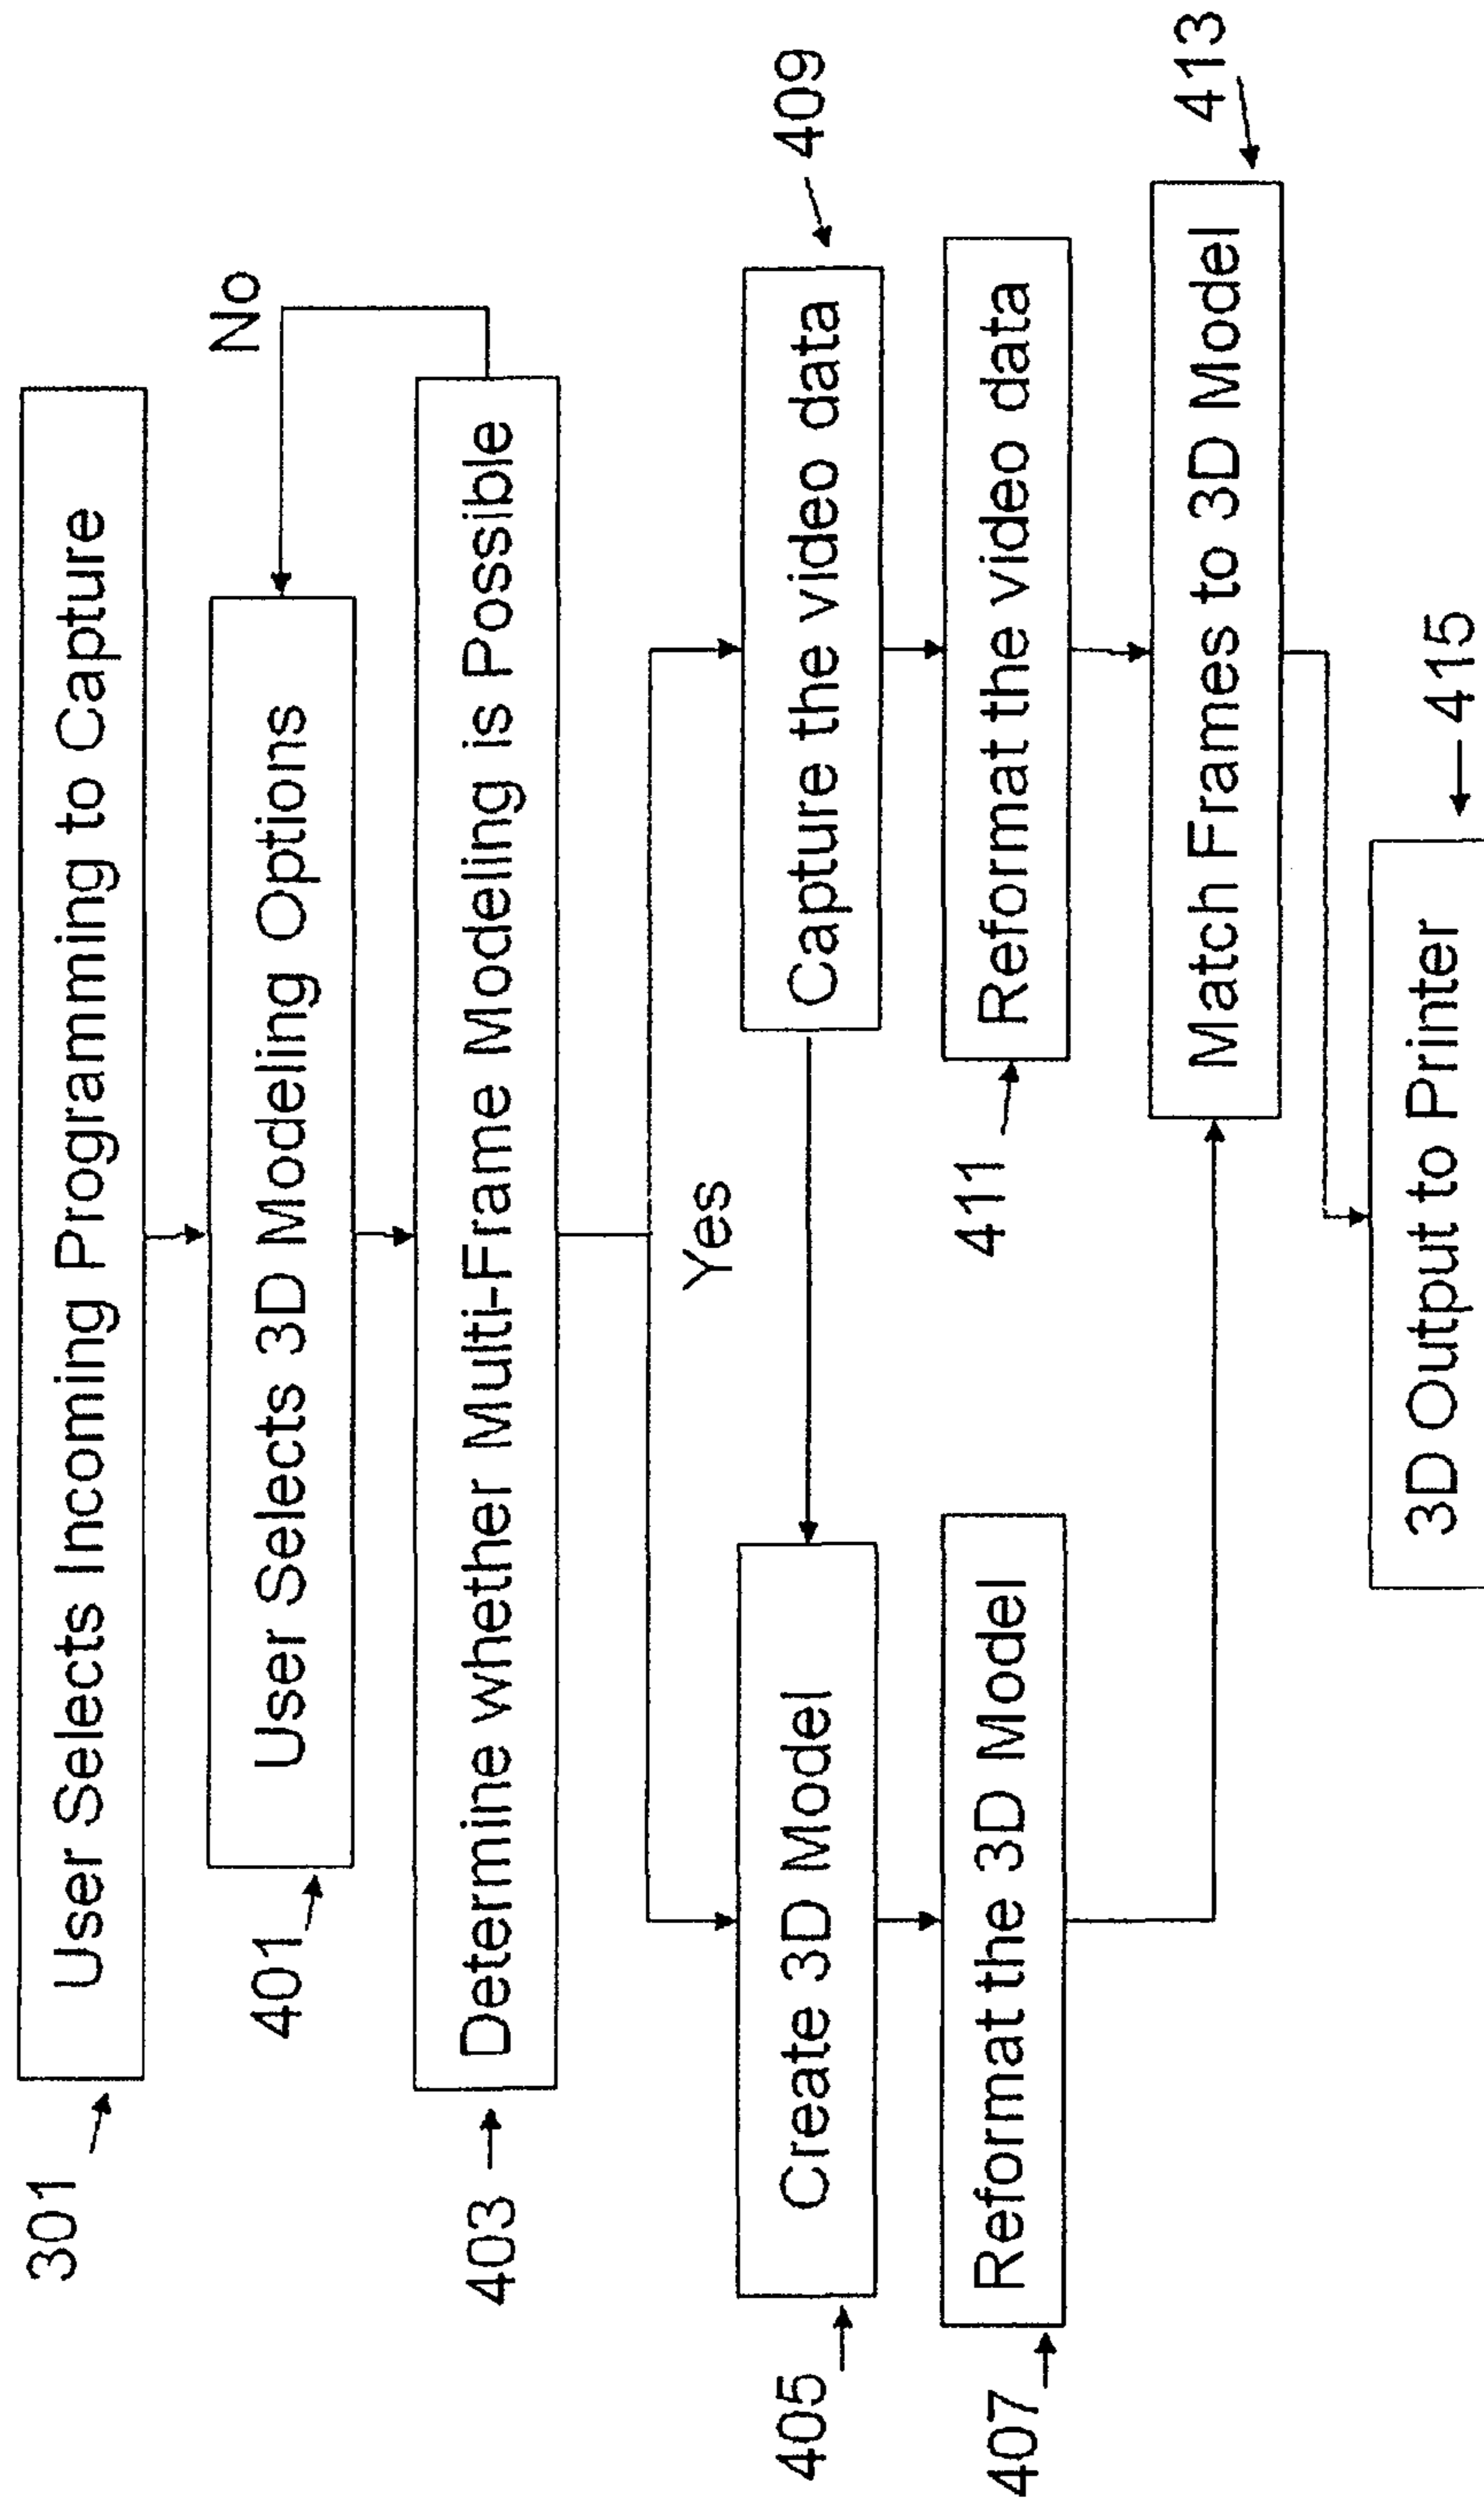 301
User Selects Incoming Programming to Capture
401
User Selects 3D Modeling Options
No
403
Determine whether Multi-Frame Modeling is Possible
Yes
405
Create 3D Model
Capture the video data
409
407
Reformat the 3D Model
411
Reformat the video data
Match Frames to 3D Model
413
3D Output to Printer
415